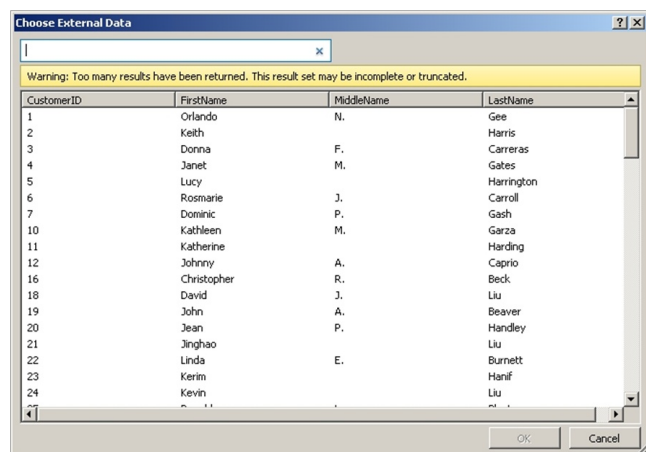 Choose External Data
Warning: Too many results have been returned. This result set may be incomplete or truncated.
CustomerID FirstName MiddleName LastName
1 Orlando N. Gee
2 Keith Harris
3 Donna F. Carreras
4 Janet M. Gates
5 Lucy Harrington
6 Rosmarie J. Carroll
7 Dominic P. Gash
10 Kathleen M. Garza
11 Katherine Harding
12 Johnny A. Caprio
16 Christopher R. Beck
18 David J. Liu
19 John A. Beaver
20 Jean P. Handley
21 Jinghao Liu
22 Linda E. Burnett
23 Kerim Hanif
24 Kevin Liu
OK Cancel